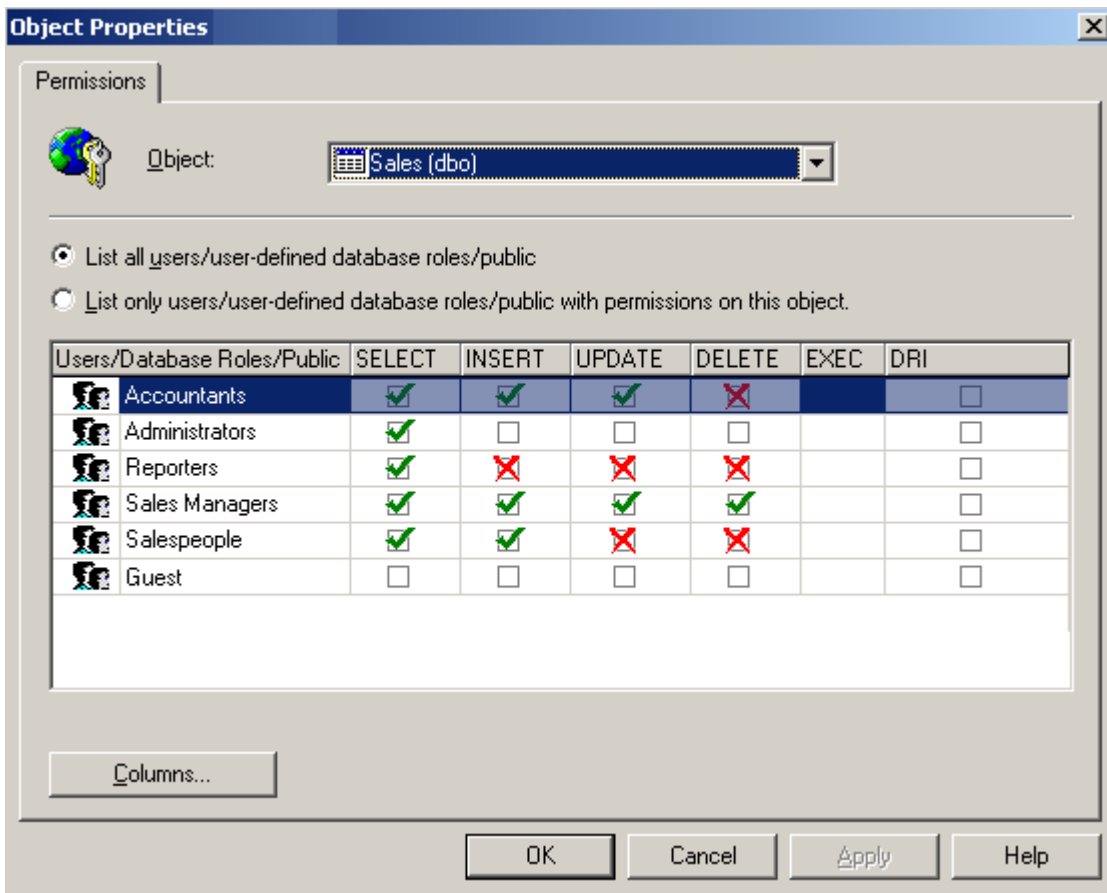 Object Properties
Permissions
Object: Sales (dbo)
List all users/user-defined database roles/public
List only users/user-defined database roles/public with permissions on this object.
Users/Database Roles/Public SELECT INSERT UPDATE DELETE EXEC DRI
Accountants
Administrators
Reporters
Sales Managers
Salespeople
Guest
Columns...
OK Cancel Apply Help